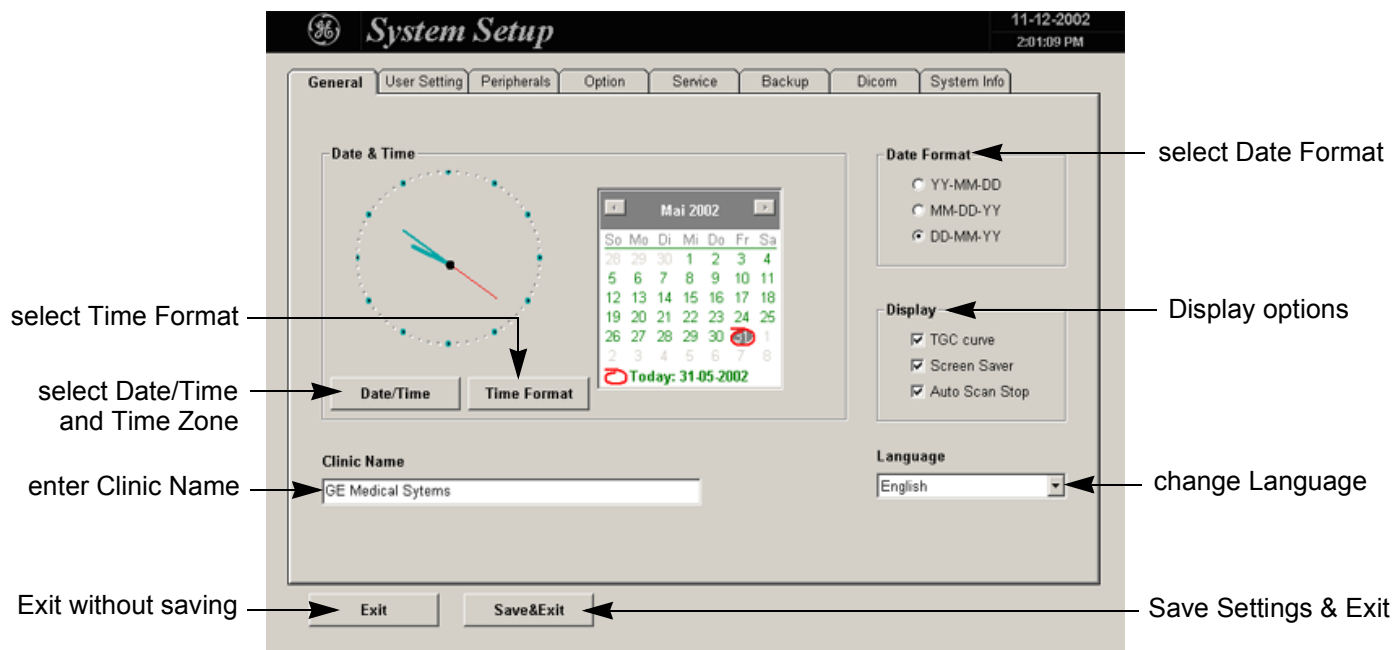 System Setup
11-12-2002
2:01:09 PM
General User Setting Peripherals Option Service Backup Dicom System Info
Date & Time
Mai 2002
So Mo Di Mi Do Fr Sa
28 29 30 1 2 3 4
5 6 7 8 9 10 11
12 13 14 15 16 17 18
19 20 21 22 23 24 25
26 27 28 29 30 31 1
2 3 4 5 6 7 8
Today: 31-05-2002
Date/Time
Time Format
Date Format
YY-MM-DD
MM-DD-YY
DD-MM-YY
Display
TGC curve
Screen Saver
Auto Scan Stop
Clinic Name
GE Medical Sytems
Language
English
Exit
Save&Exit
select Time Format
select Date/Time
and Time Zone
enter Clinic Name
Exit without saving
select Date Format
Display options
change Language
Save Settings & Exit